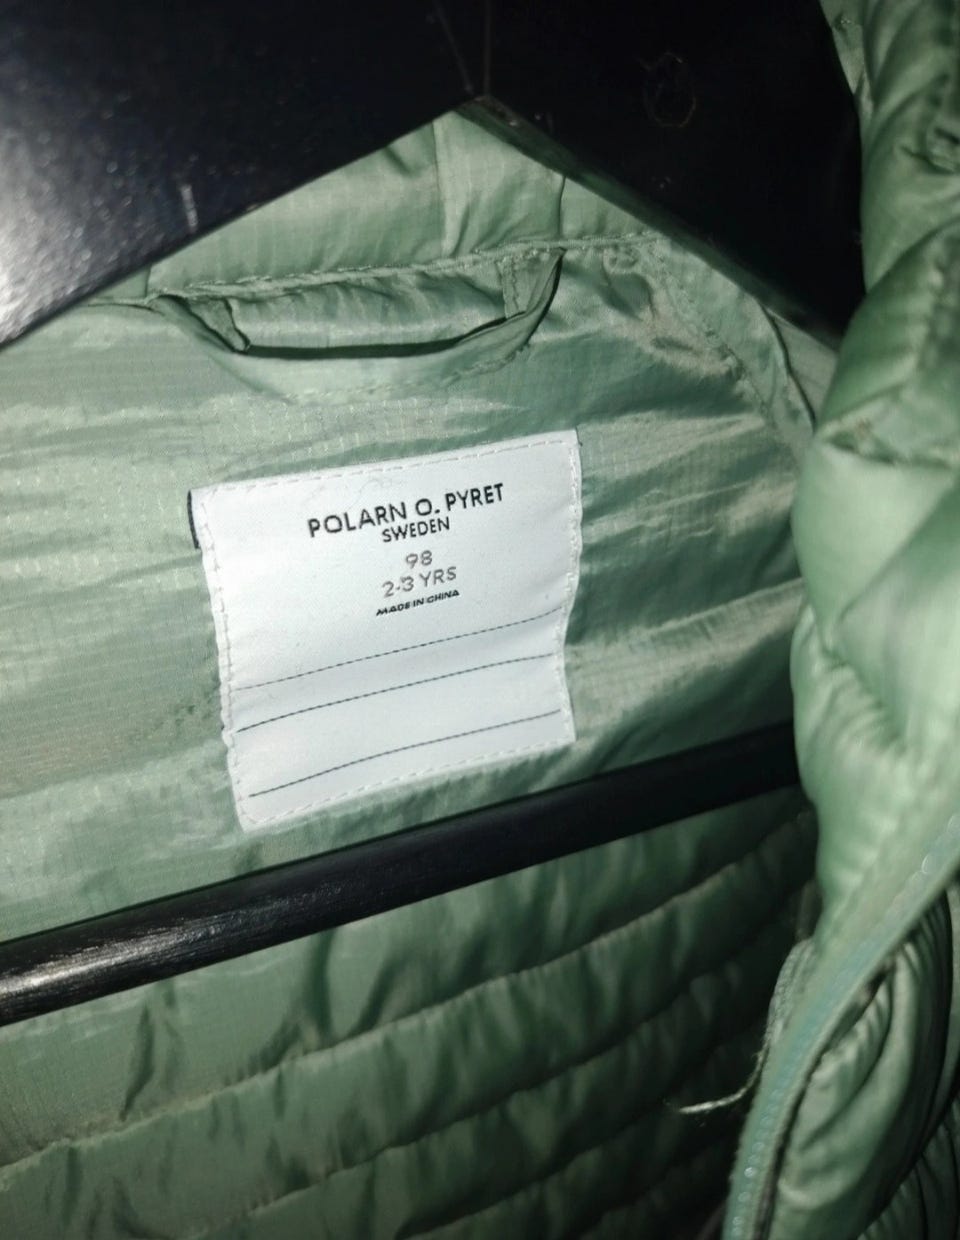 POLARN O. PYRET
SWEDEN
98
2-3 YRS
MADE IN CHINA